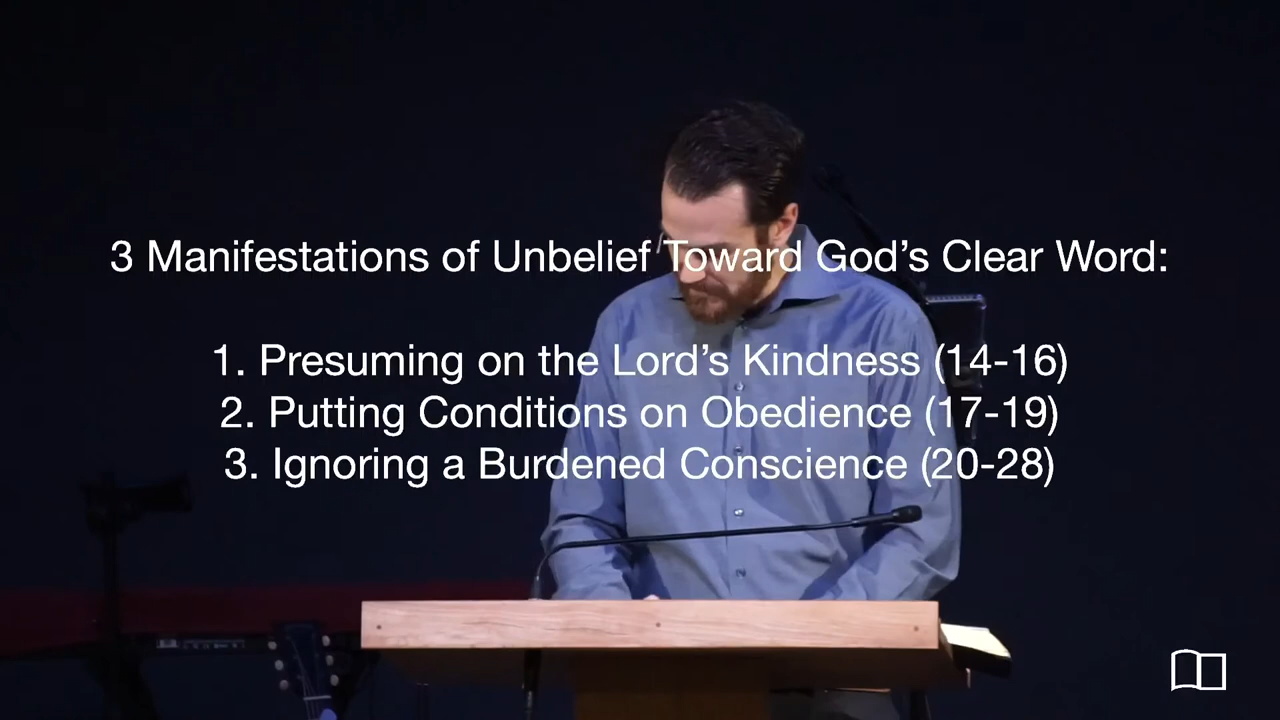 3 Manifestations of Unbelief Toward God’s Clear Word:
1. Presuming on the Lord’s Kindness (14-16)
2. Putting Conditions on Obedience (17-19)
3. Ignoring a Burdened Conscience (20-28)